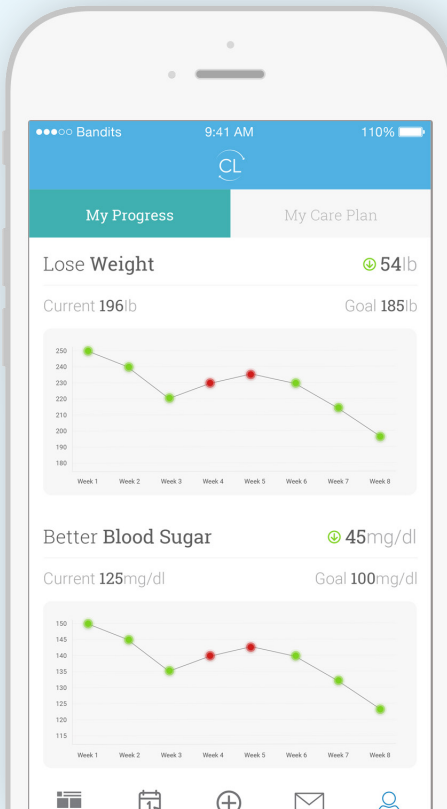 Bandits 9:41 AM 110%
CL
My Progress My Care Plan
Lose Weight 54lb
Current 196lb Goal 185lb
250
240
230
220
210
200
190
180
Week 1 Week 2 Week 3 Week 4 Week 5 Week 6 Week 7 Week 8
Better Blood Sugar 45mg/dl
Current 125mg/dl Goal 100mg/dl
150
145
140
135
130
125
120
115
Week 1 Week 2 Week 3 Week 4 Week 5 Week 6 Week 7 Week 8
1